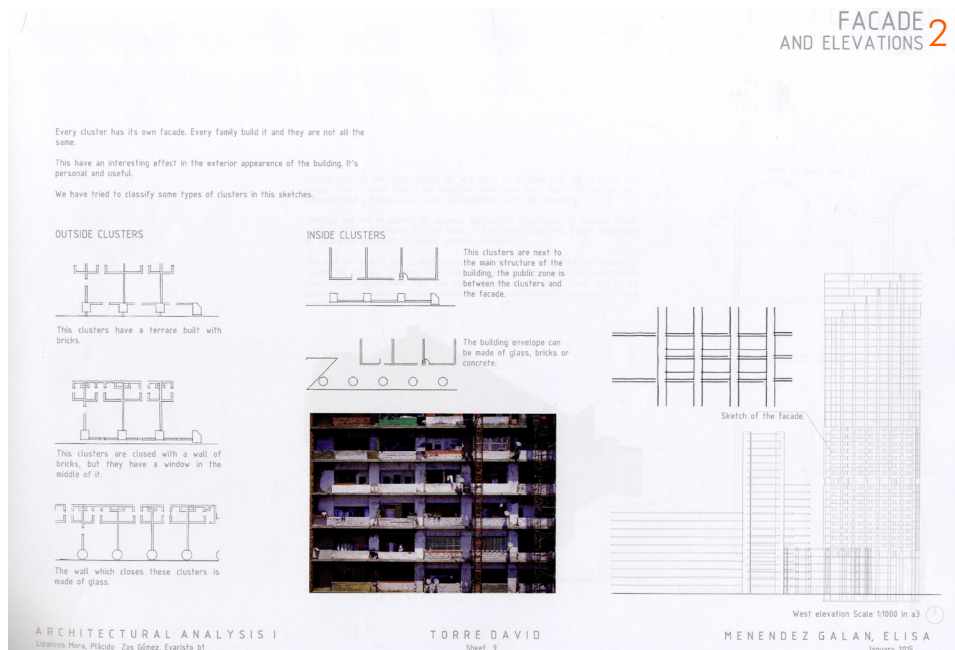 FACADE
AND ELEVATIONS 2
Every cluster has its own facade. Every family build it and they are not all the
same.
This have an interesting effect in the exterior appearence of the building. It's
personal and useful.
We have tried to classify some types of clusters in this sketches.
OUTSIDE CLUSTERS
This clusters have a terrace built with
bricks.
This clusters are closed with a wall of
bricks, but they have a window in the
middle of it.
The wall which closes these clusters is
made of glass.
INSIDE CLUSTERS
This clusters are next to
the main structure of the
building, the public zone is
between the clusters and
the facade.
The building envelope can
be made of glass, bricks or
concrete.
Sketch of the facade
West elevation Scale 1:1000 in a3
ARCHITECTURAL ANALYSIS I
Lizancos Mora, Plácido Zas Gómez, Evaristo b1
TORRE DAVID
Sheet 9
MENENDEZ GALAN, ELISA
January 2015